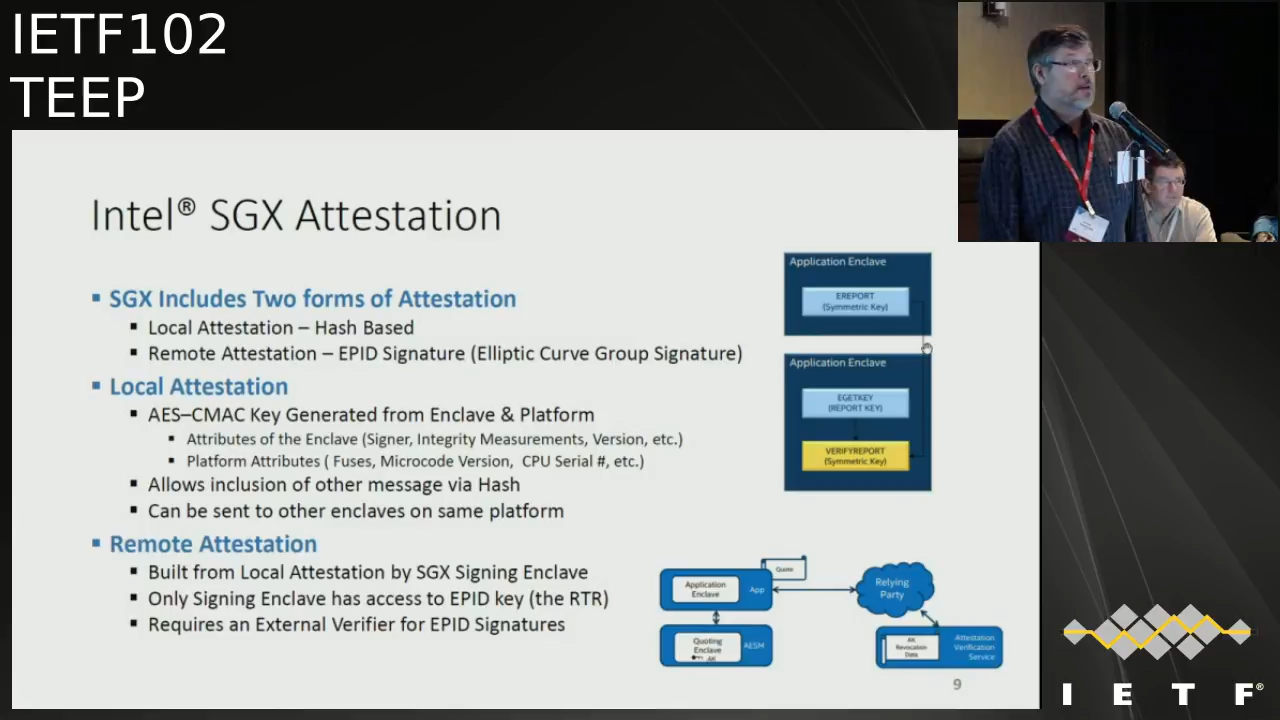 IETF102
TEEP
Intel® SGX Attestation
▪ SGX Includes Two forms of Attestation
▪ Local Attestation – Hash Based
▪ Remote Attestation – EPID Signature (Elliptic Curve Group Signature)
▪ Local Attestation
▪ AES–CMAC Key Generated from Enclave & Platform
▪ Attributes of the Enclave (Signer, Integrity Measurements, Version, etc.)
▪ Platform Attributes ( Fuses, Microcode Version, CPU Serial #, etc.)
▪ Allows inclusion of other message via Hash
▪ Can be sent to other enclaves on same platform
▪ Remote Attestation
▪ Built from Local Attestation by SGX Signing Enclave
▪ Only Signing Enclave has access to EPID key (the RTR)
▪ Requires an External Verifier for EPID Signatures
Application Enclave
EREPORT
(Symmetric Key)
Application Enclave
EGETKEY
(REPORT KEY)
VERIFYREPORT
(Symmetric Key)
Quote
Application
Enclave
App
Relying
Party
Quoting
Enclave
AK
AESM
AK
Revocation
Data
Attestation
Verification
Service
9
I E T F®